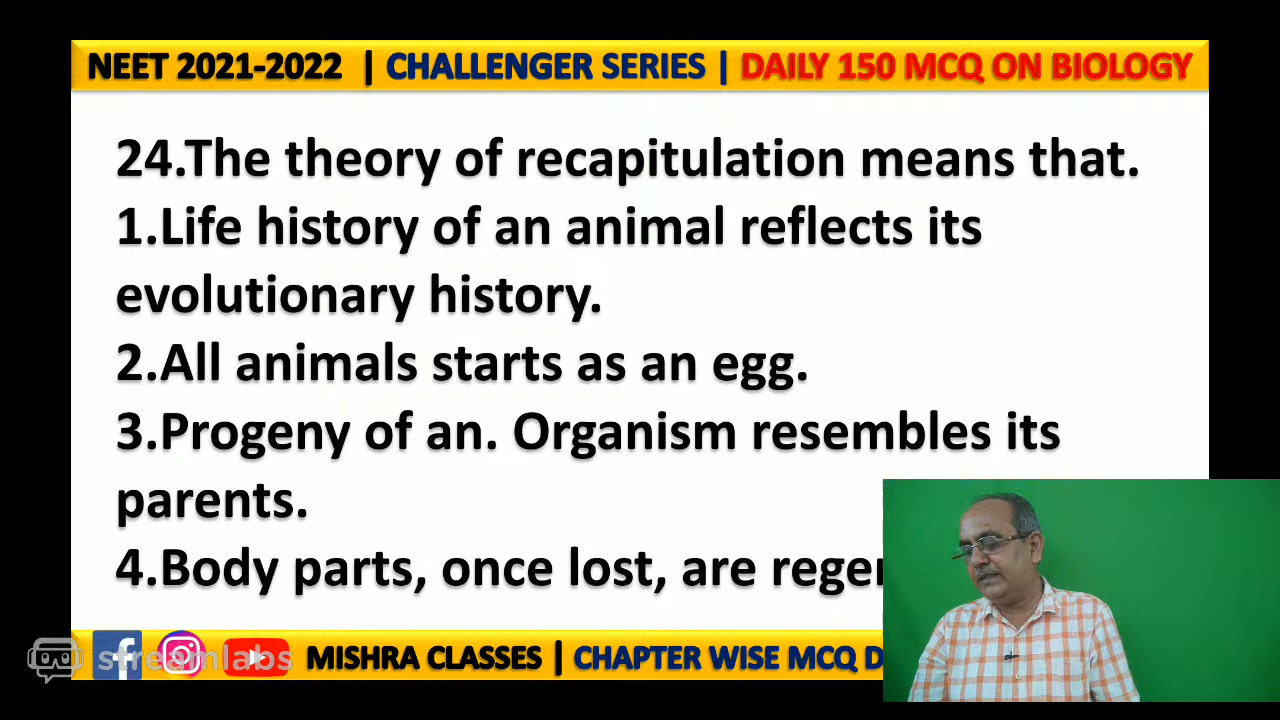 NEET 2021-2022 | CHALLENGER SERIES | DAILY 150 MCQ ON BIOLOGY
24.The theory of recapitulation means that.
1.Life history of an animal reflects its
evolutionary history.
2.All animals starts as an egg.
3.Progeny of an. Organism resembles its
parents.
4.Body parts, once lost, are
streamlabs MISHRA CLASSES | CHAPTER WISE MCQ